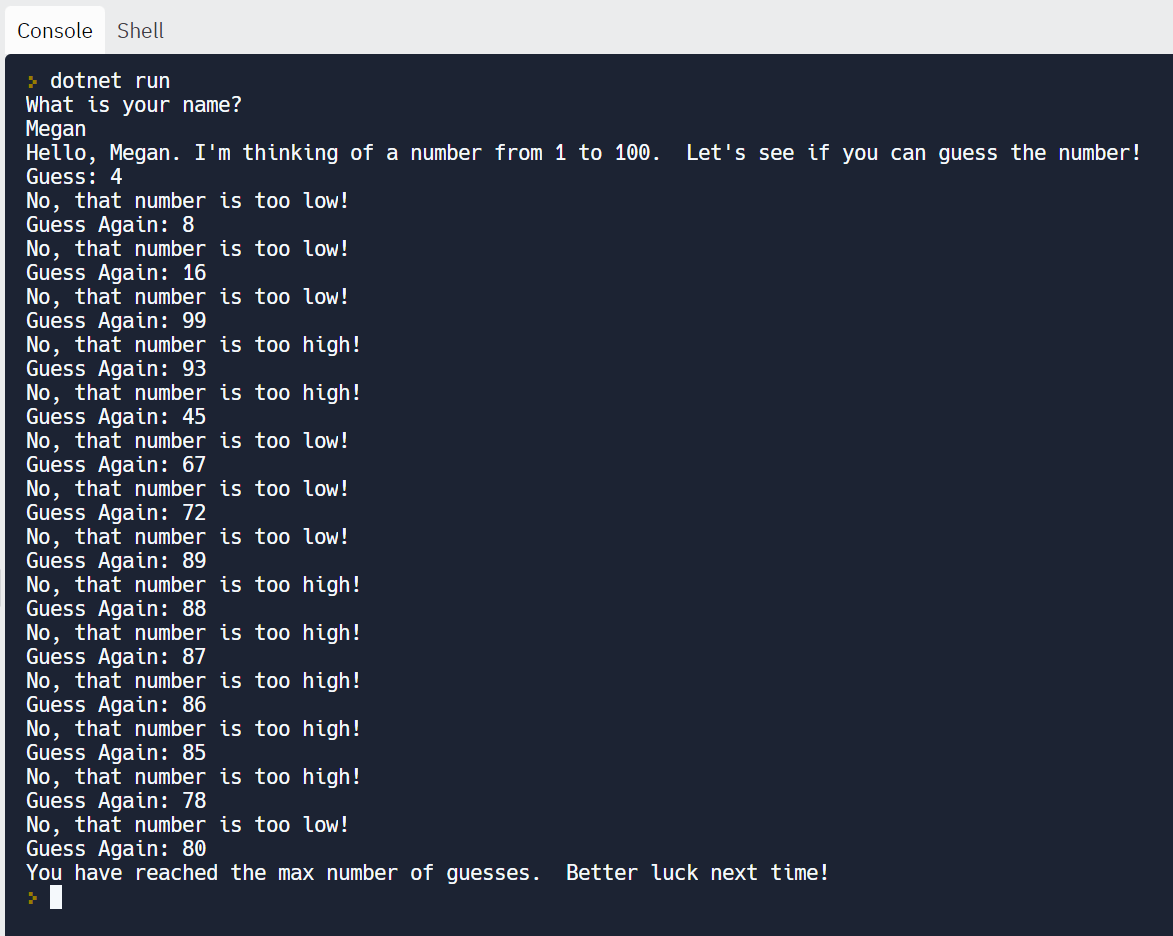 Console Shell
> dotnet run
What is your name?
Megan
Hello, Megan. I'm thinking of a number from 1 to 100.  Let's see if you can guess the number!
Guess: 4
No, that number is too low!
Guess Again: 8
No, that number is too low!
Guess Again: 16
No, that number is too low!
Guess Again: 99
No, that number is too high!
Guess Again: 93
No, that number is too high!
Guess Again: 45
No, that number is too low!
Guess Again: 67
No, that number is too low!
Guess Again: 72
No, that number is too low!
Guess Again: 89
No, that number is too high!
Guess Again: 88
No, that number is too high!
Guess Again: 87
No, that number is too high!
Guess Again: 86
No, that number is too high!
Guess Again: 85
No, that number is too high!
Guess Again: 78
No, that number is too low!
Guess Again: 80
You have reached the max number of guesses.  Better luck next time!
>